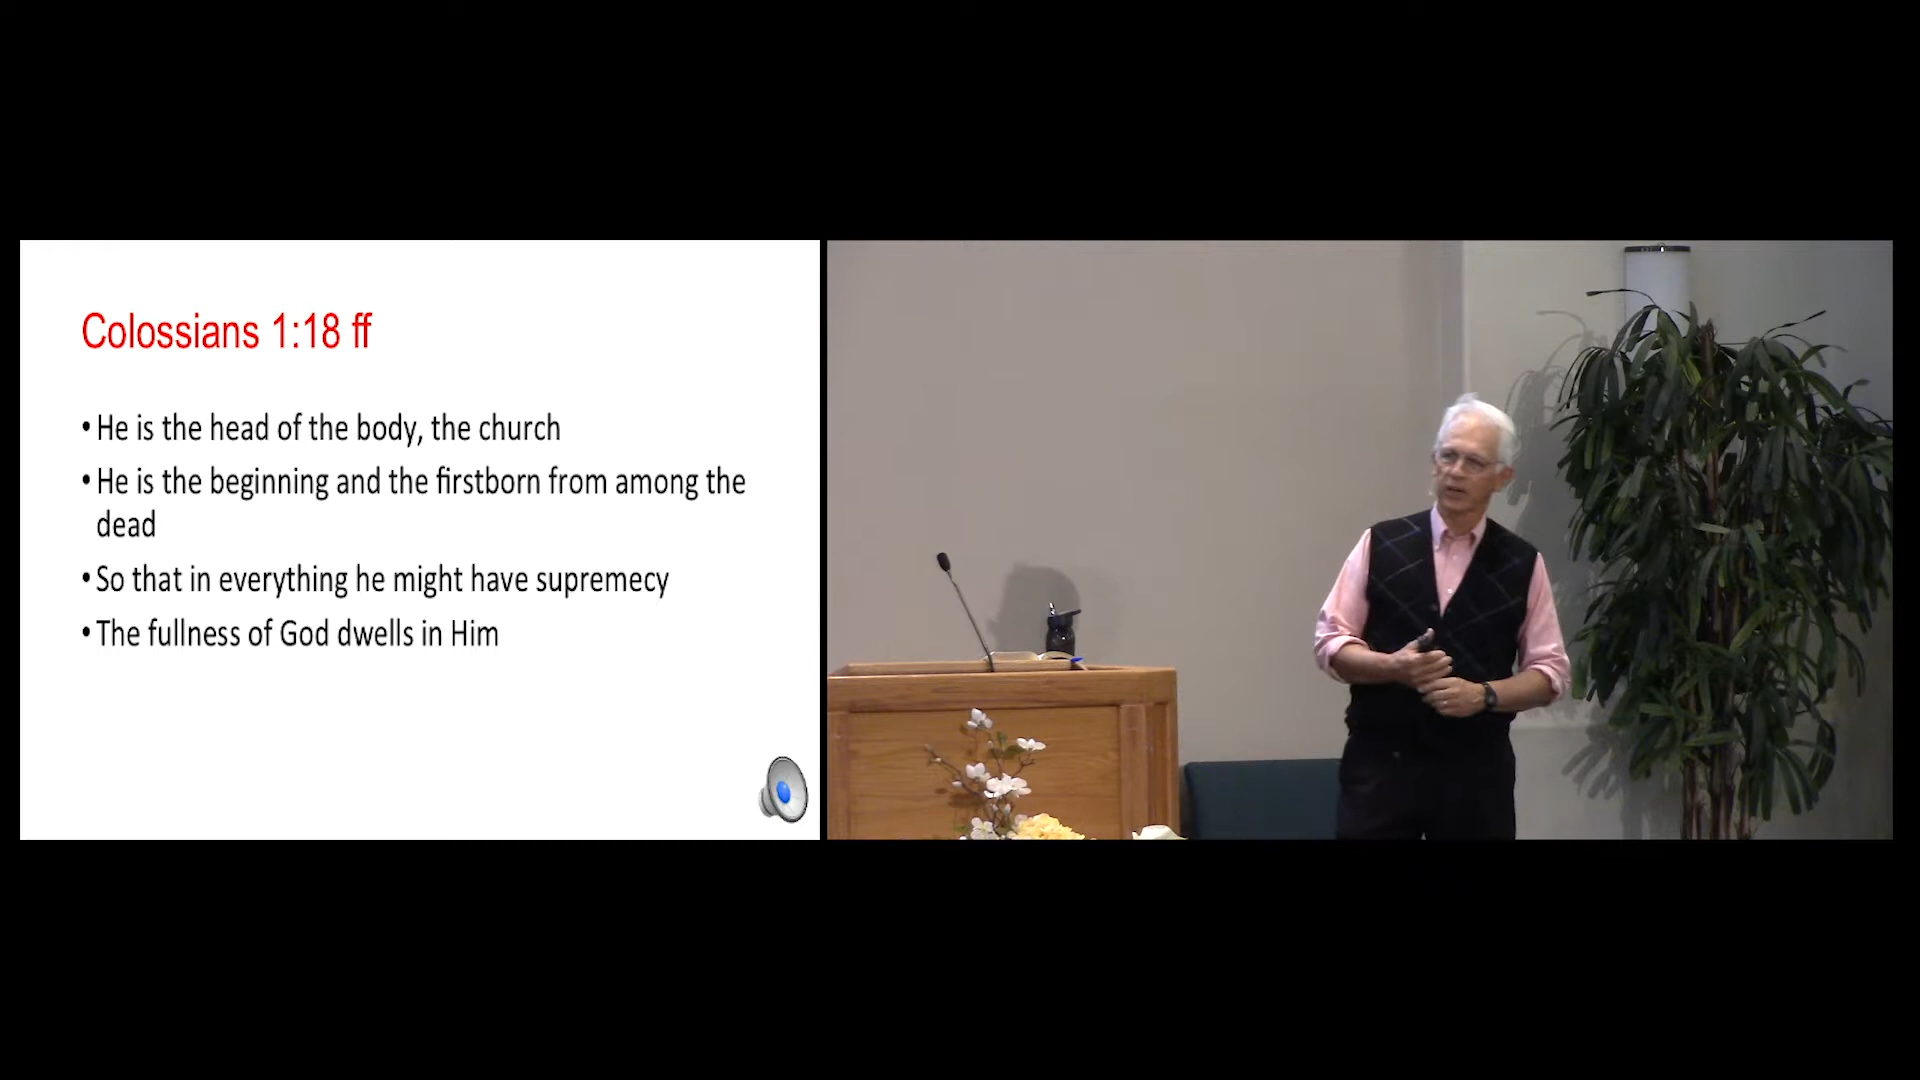 Colossians 1:18 ff
•He is the head of the body, the church
•He is the beginning and the firstborn from among the
dead
•So that in everything he might have supremecy
•The fullness of God dwells in Him